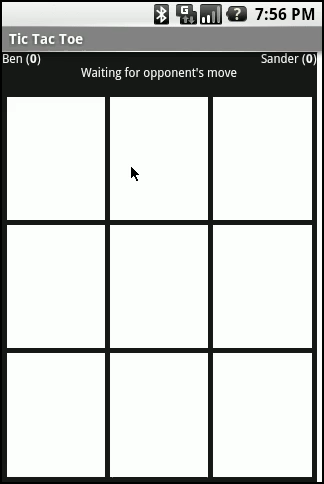 7:56 PM
Tic Tac Toe
Ben (0) Sander (0)
Waiting for opponent's move